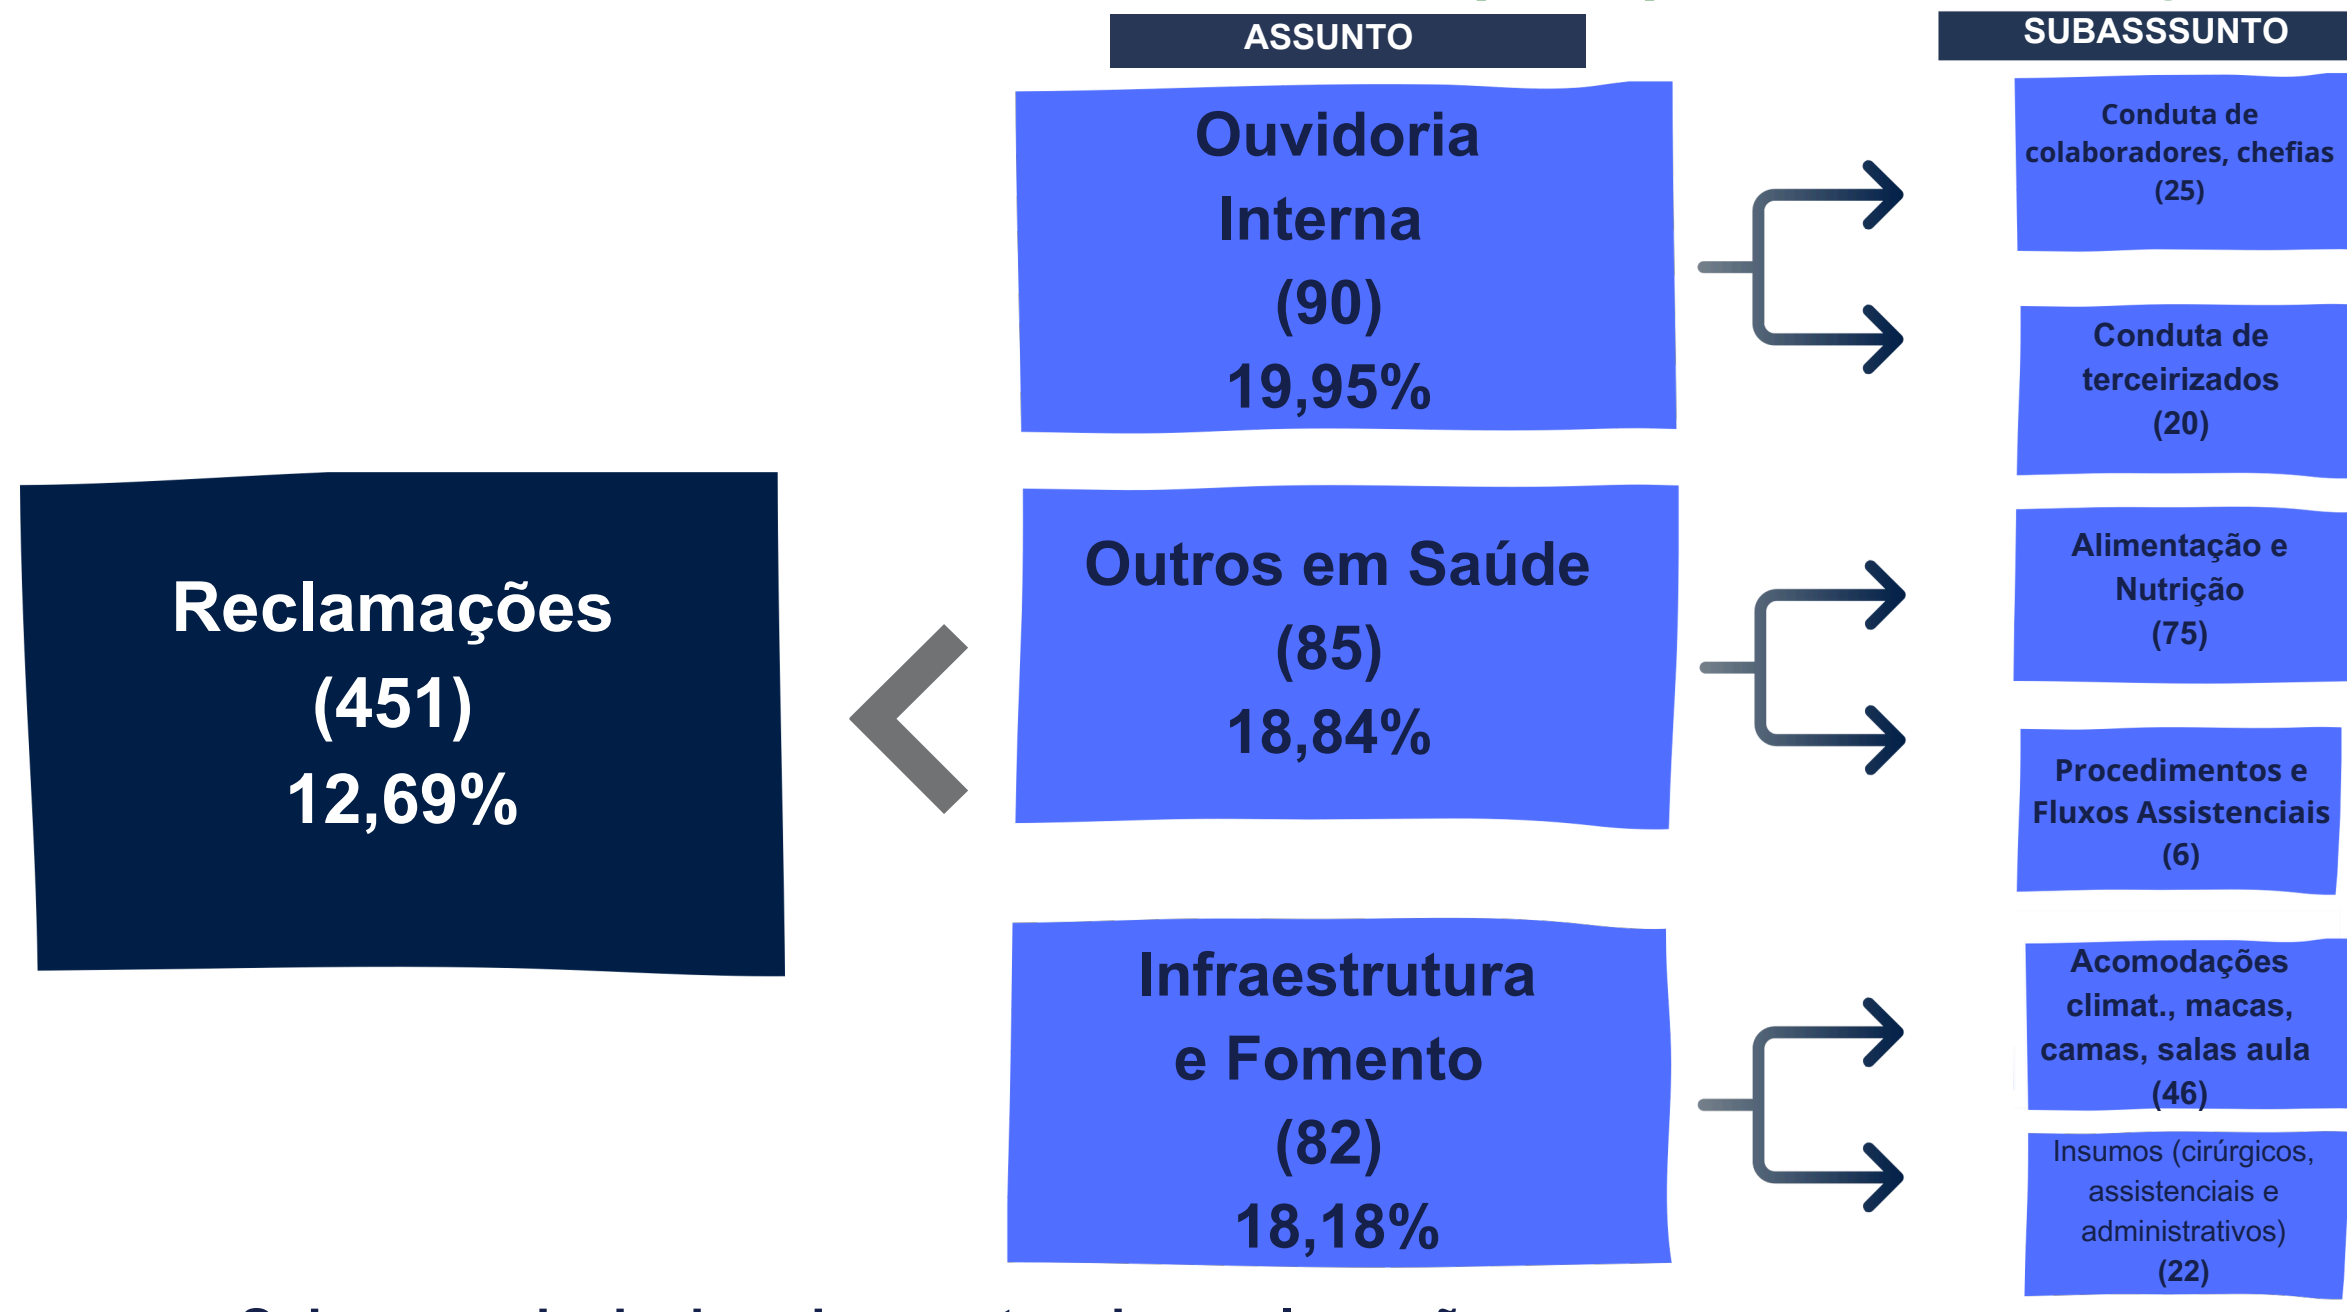 ASSUNTO
SUBASSSUNTO
Reclamações
(451)
12,69%
Ouvidoria
Interna
(90)
19,95%
Conduta de
colaboradores, chefias
(25)
Conduta de
terceirizados
(20)
Outros em Saúde
(85)
18,84%
Alimentação e
Nutrição
(75)
Procedimentos e
Fluxos Assistenciais
(6)
Infraestrutura
e Fomento
(82)
18,18%
Acomodações
climat., macas,
camas, salas aula
(46)
Insumos (cirúrgicos,
assistenciais e
administrativos)
(22)